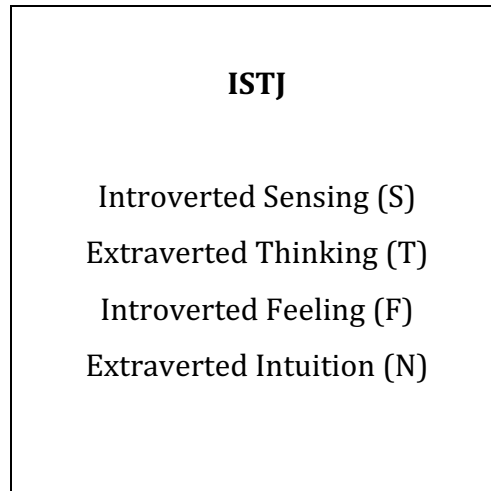 ISTJ
Introverted Sensing (S)
Extraverted Thinking (T)
Introverted Feeling (F)
Extraverted Intuition (N)